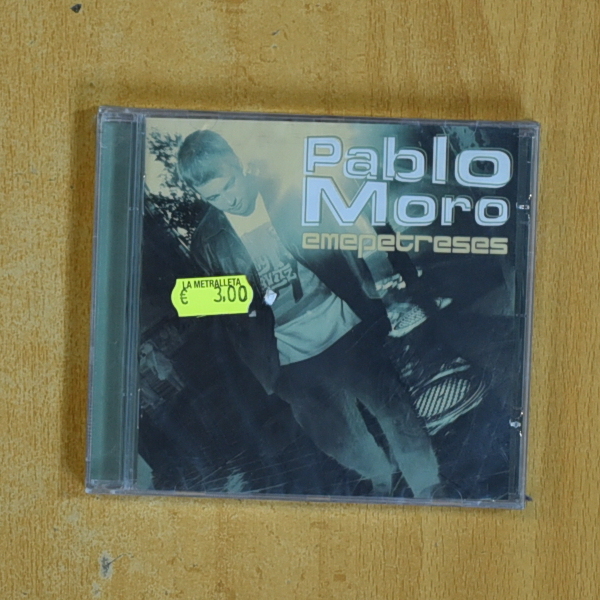 Pablo
Moro
emepetreses
LA METRALLETA
€ 3.00